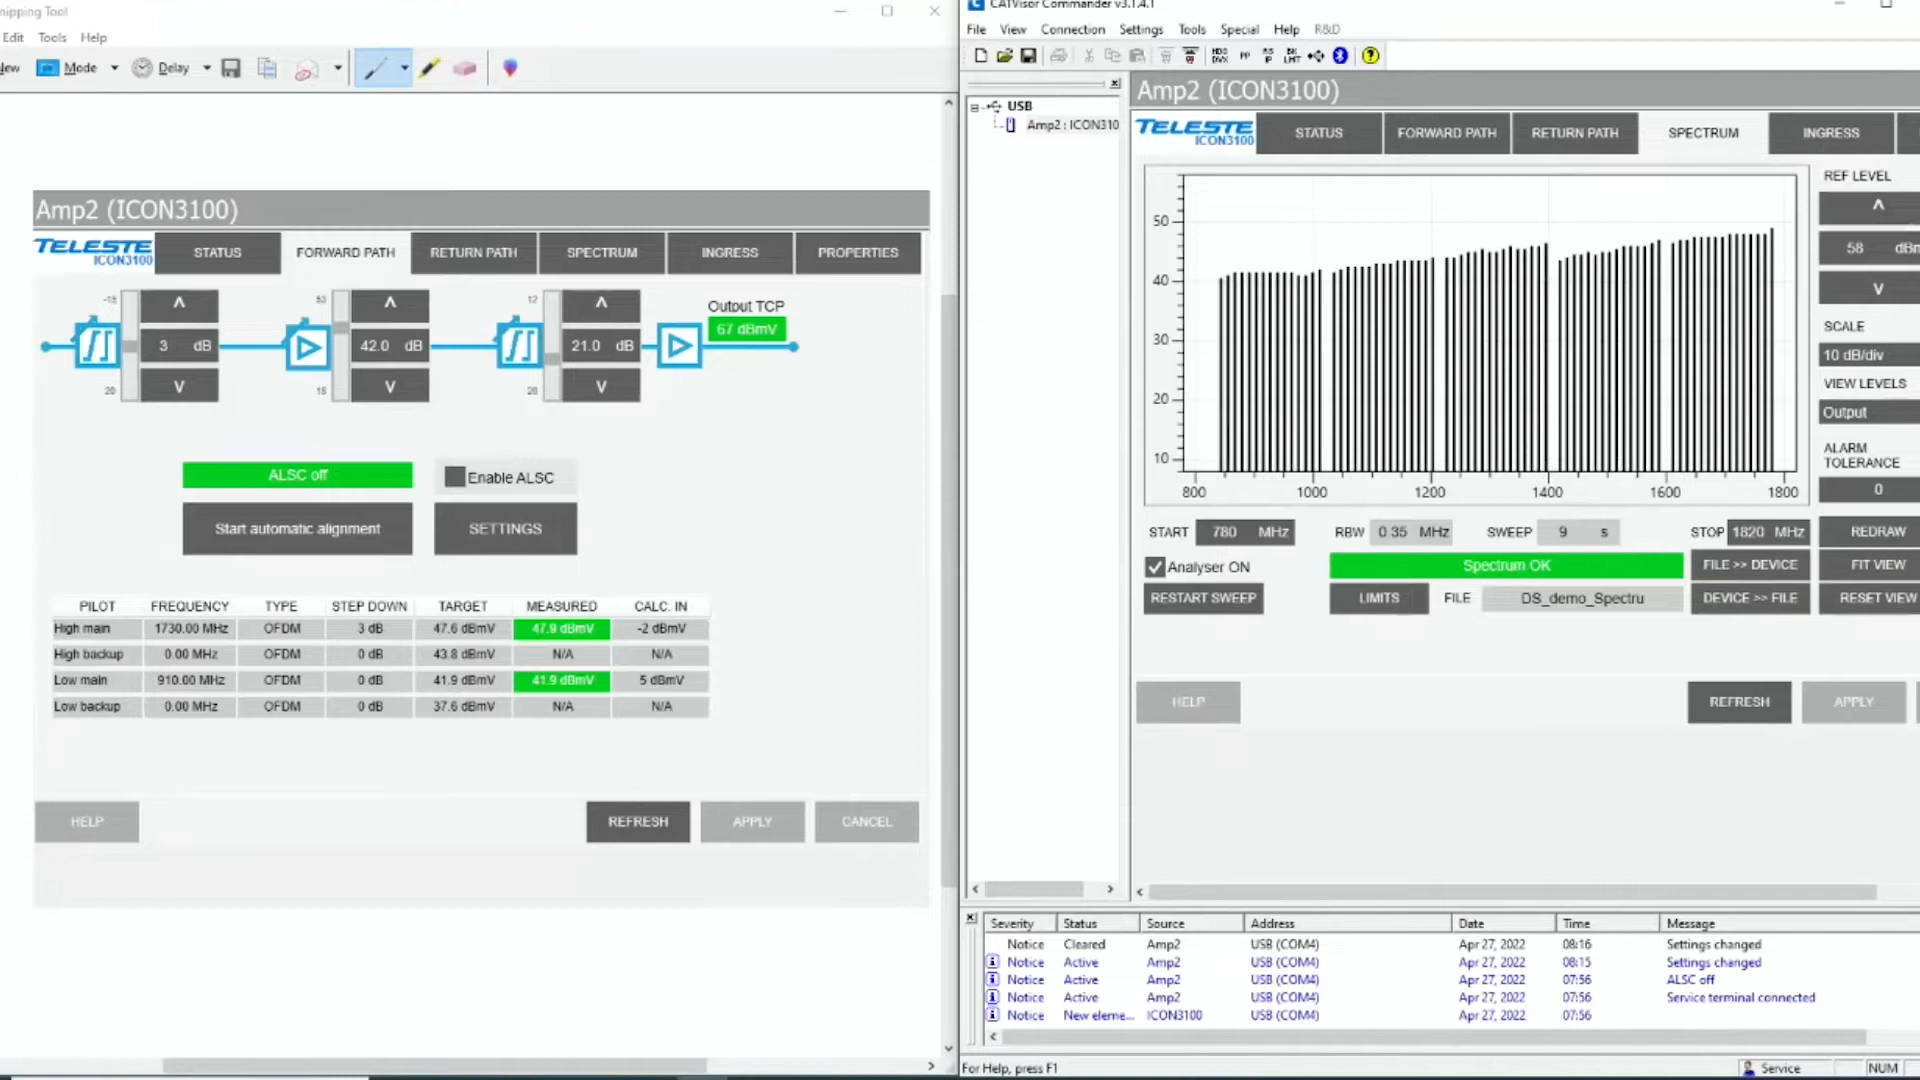 nipping Tool
Edit Tools Help
ew Mode Delay
Amp2 (ICON3100)
TELESTE ICON3100
STATUS FORWARD PATH RETURN PATH SPECTRUM INGRESS PROPERTIES
-15 53 12
3 dB 42.0 dB 21.0 dB
20 15 28
Output TCP
67 dBmV
ALSC off
Enable ALSC
Start automatic alignment
SETTINGS
PILOT FREQUENCY TYPE STEP DOWN TARGET MEASURED CALC. IN
High main 1730.00 MHz OFDM 3 dB 47.6 dBmV 47.9 dBmV -2 dBmV
High backup 0.00 MHz OFDM 0 dB 43.8 dBmV N/A N/A
Low main 910.00 MHz OFDM 0 dB 41.9 dBmV 41.9 dBmV 5 dBmV
Low backup 0.00 MHz OFDM 0 dB 37.6 dBmV N/A N/A
HELP REFRESH APPLY CANCEL
CATVisor Commander v3.1.4.1
File View Connection Settings Tools Special Help R&D
USB
Amp2 : ICON310
Amp2 (ICON3100)
TELESTE ICON3100
STATUS FORWARD PATH RETURN PATH SPECTRUM INGRESS
50
40
30
20
10
800 1000 1200 1400 1600 1800
REF LEVEL
58 dBm
SCALE
10 dB/div
VIEW LEVELS
Output
ALARM
TOLERANCE
0
START 780 MHz RBW 0.35 MHz SWEEP 9 s STOP 1820 MHz REDRAW
Analyser ON Spectrum OK FILE >> DEVICE FIT VIEW
RESTART SWEEP LIMITS FILE DS_demo_Spectru DEVICE >> FILE RESET VIEW
HELP REFRESH APPLY
Severity Status Source Address Date Time Message
Notice Cleared Amp2 USB (COM4) Apr 27, 2022 08:16 Settings changed
Notice Active Amp2 USB (COM4) Apr 27, 2022 08:15 Settings changed
Notice Active Amp2 USB (COM4) Apr 27, 2022 07:56 ALSC off
Notice Active Amp2 USB (COM4) Apr 27, 2022 07:56 Service terminal connected
Notice New eleme... ICON3100 USB (COM4) Apr 27, 2022 07:56
For Help, press F1
Service NUM